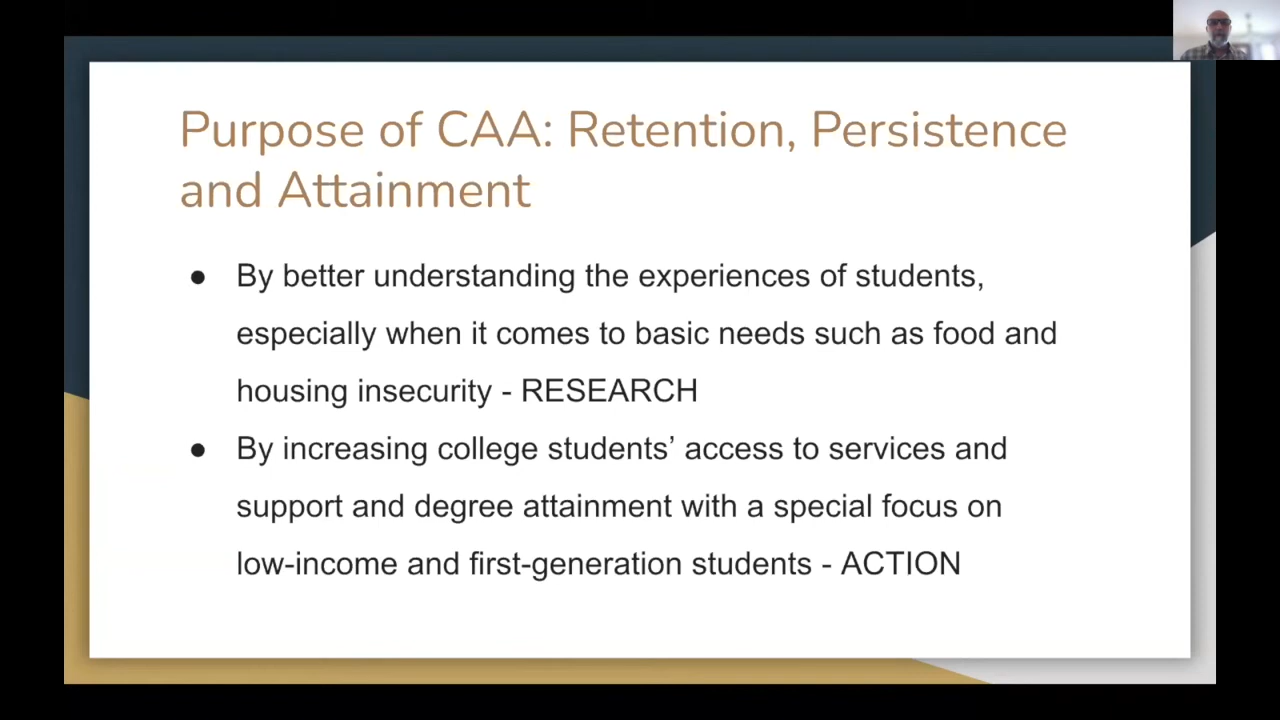 Purpose of CAA: Retention, Persistence
and Attainment
● By better understanding the experiences of students,
especially when it comes to basic needs such as food and
housing insecurity - RESEARCH
● By increasing college students’ access to services and
support and degree attainment with a special focus on
low-income and first-generation students - ACTION